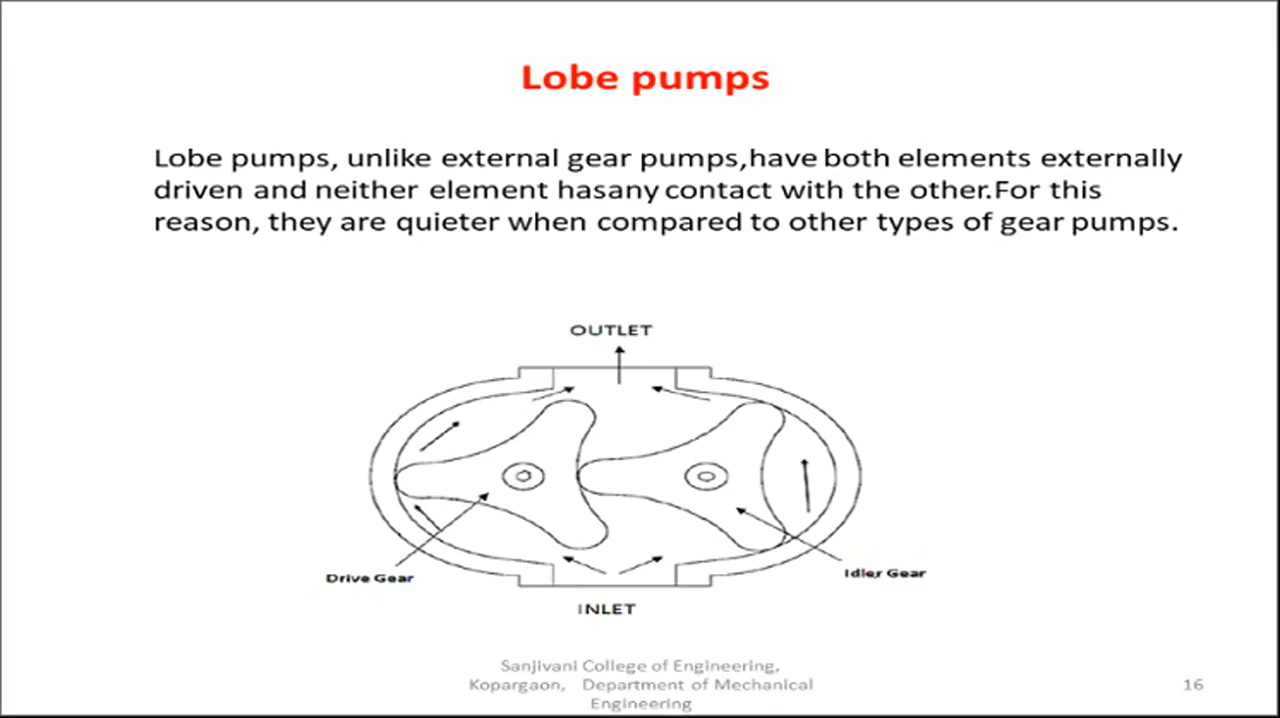 Lobe pumps
Lobe pumps, unlike external gear pumps,have both elements externally
driven and neither element hasany contact with the other.For this
reason, they are quieter when compared to other types of gear pumps.
OUTLET
Drive Gear
Idler Gear
INLET
Sanjivani College of Engineering,
Kopargaon, Department of Mechanical
Engineering
16